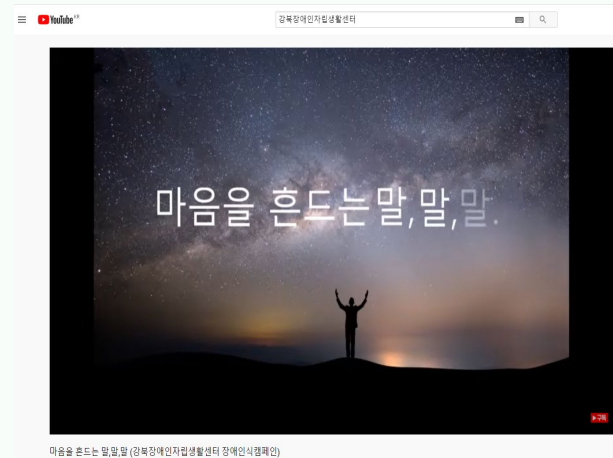 YouTube KR
강북장애인자립생활센터
마음을 흔드는 말,말,말.
구독
마음을 흔드는 말,말,말 (강북장애인자립생활센터 장애인식캠페인)